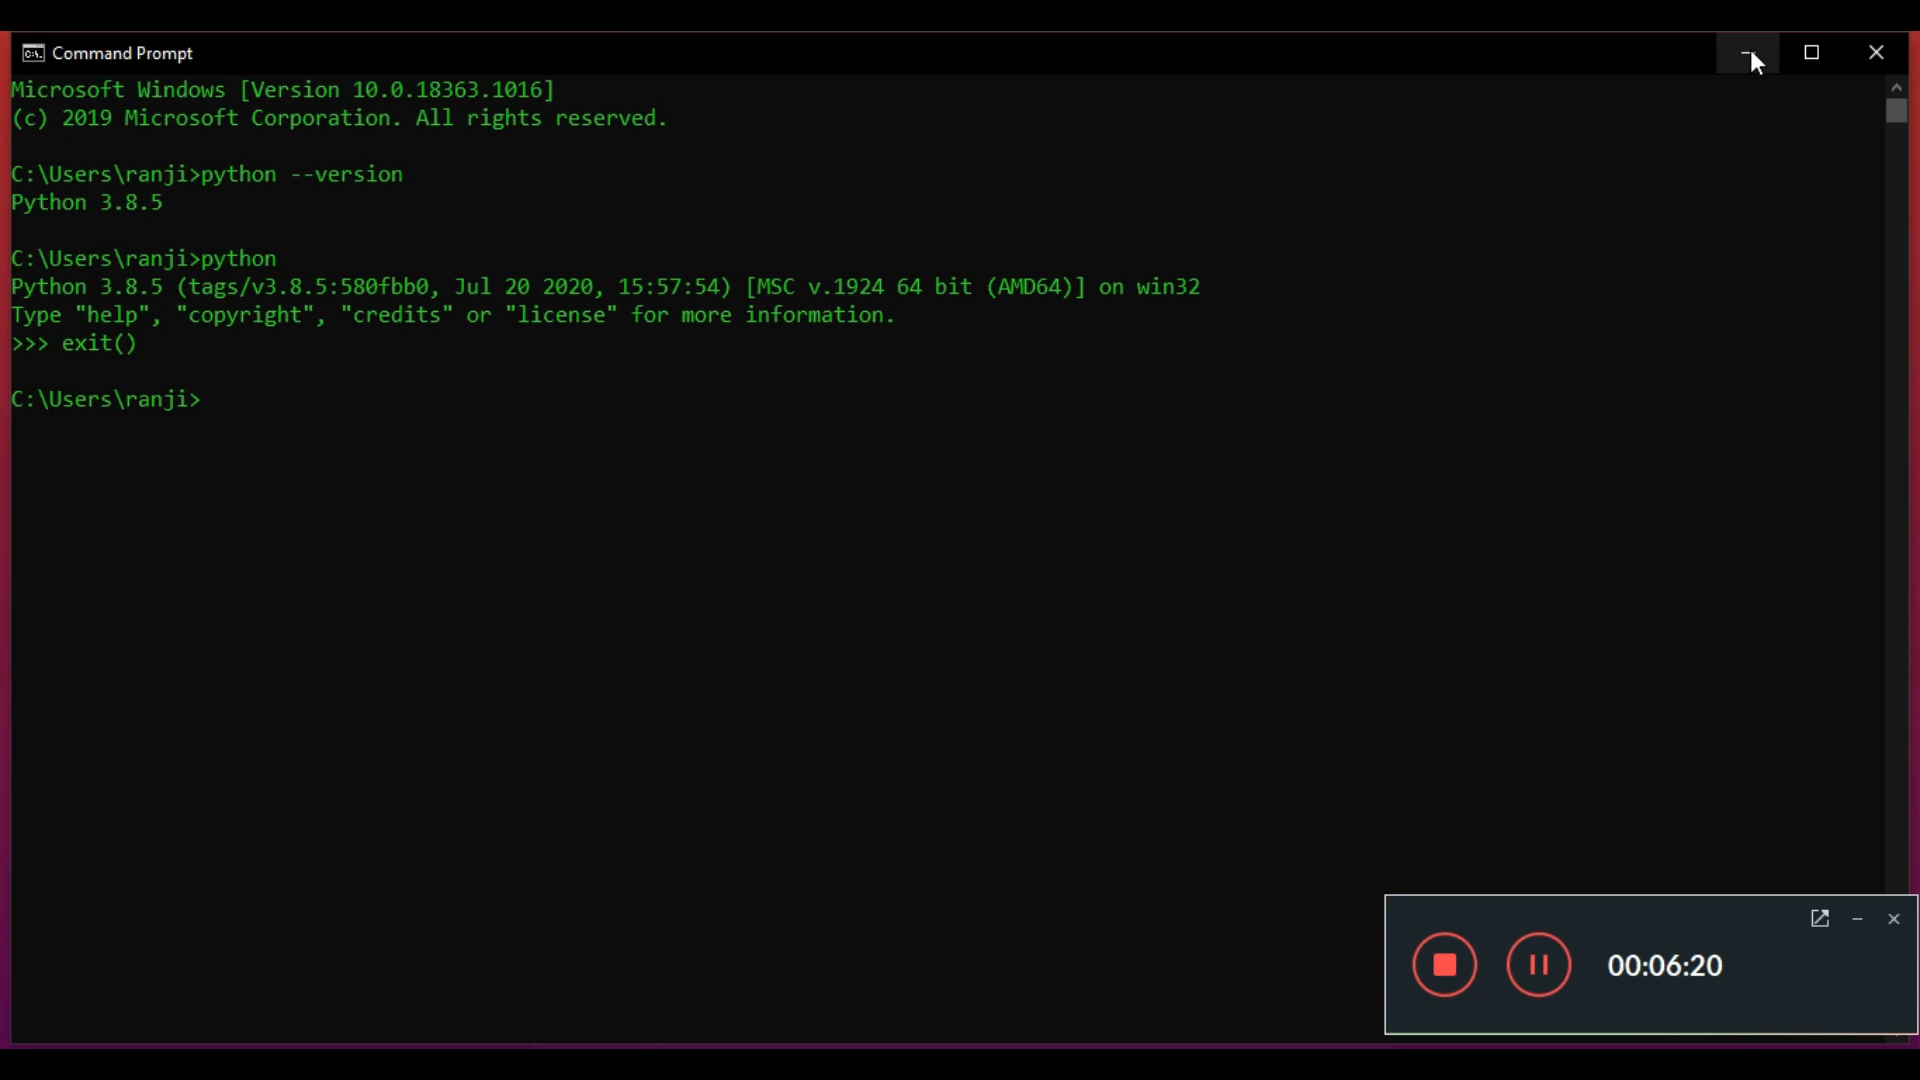 Command Prompt
Microsoft Windows [Version 10.0.18363.1016]
(c) 2019 Microsoft Corporation. All rights reserved.
C:\Users\ranji>python --version
Python 3.8.5
C:\Users\ranji>python
Python 3.8.5 (tags/v3.8.5:580fbb0, Jul 20 2020, 15:57:54) [MSC v.1924 64 bit (AMD64)] on win32
Type "help", "copyright", "credits" or "license" for more information.
>>> exit()
C:\Users\ranji>
00:06:20